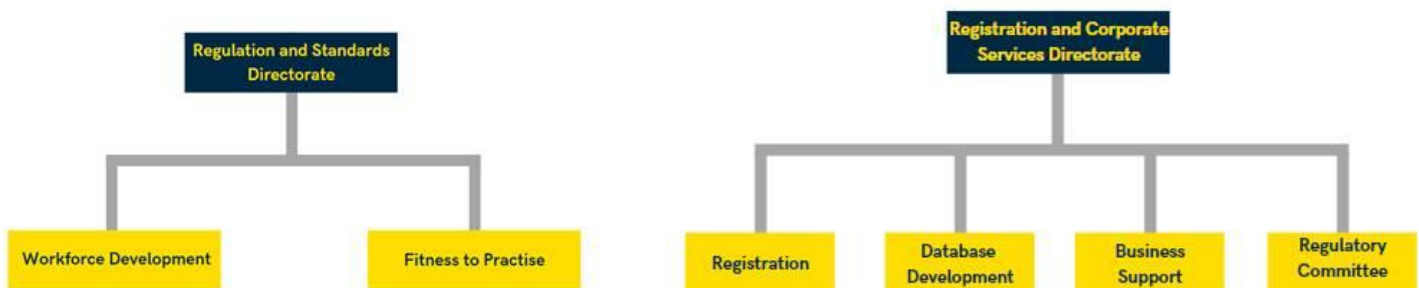 Regulation and Standards
Directorate
Workforce Development
Fitness to Practise
Registration and Corporate
Services Directorate
Registration
Database
Development
Business
Support
Regulatory
Committee